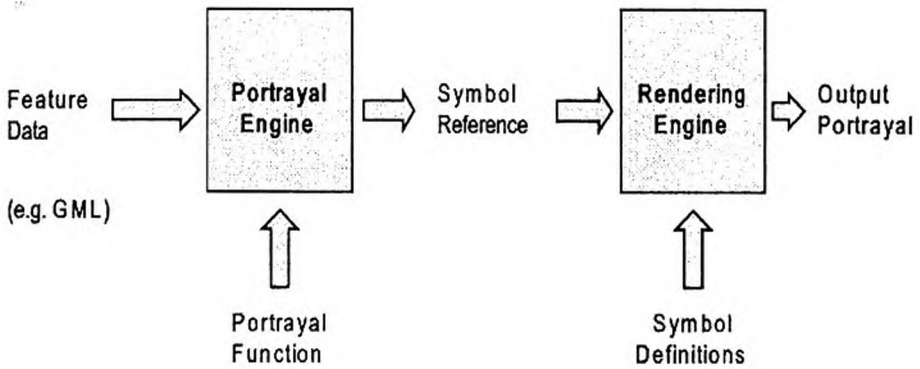 Feature
Data
(e.g. GML)
Portrayal
Engine
Symbol
Reference
Rendering
Engine
Output
Portrayal
Portrayal
Function
Symbol
Definitions